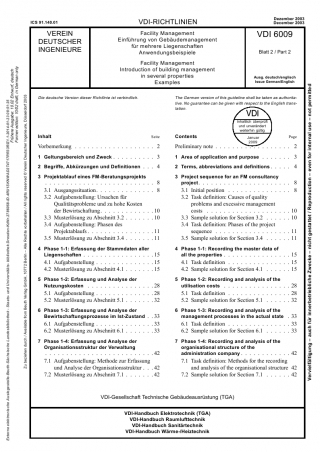 ICS 91.140.01
VDI-RICHTLINIEN
Dezember 2003
December 2003
VEREIN
DEUTSCHER
INGENIEURE
Facility Management
Einführung von Gebäudemanagement
für mehrere Liegenschaften
Anwendungsbeispiele
Facility Management
Introduction of building management
in several properties
Examples
VDI 6009
Blatt 2 / Part 2
Ausg. deutsch/englisch
Issue German/English
Die deutsche Version dieser Richtlinie ist verbindlich.
The German version of this guideline shall be taken as authorita-
tive. No guarantee can be given with respect to the English trans-
lation.
VDI
Januar
2009
Inhalt Seite
Vorbemerkung 2
1 Geltungsbereich und Zweck 3
2 Begriffe, Abkürzungen und Definitionen 4
3 Projektablauf eines FM-Beratungsprojekts
8
3.1 Ausgangssituation 8
3.2 Aufgabenstellung: Ursachen für
Qualitätsprobleme und zu hohe Kosten
der Bewirtschaftung 10
3.3 Musterlösung zu Abschnitt 3.2 10
3.4 Aufgabenstellung: Phasen des
Projektablaufs 11
3.5 Musterlösung zu Abschnitt 3.4 11
4 Phase 1-1: Erfassung der Stammdaten aller
Liegenschaften 15
4.1 Aufgabenstellung 15
4.2 Musterlösung zu Abschnitt 4.1 15
5 Phase 1-2: Erfassung und Analyse der
Nutzungskosten 28
5.1 Aufgabenstellung 28
5.2 Musterlösung zu Abschnitt 5.1 32
6 Phase 1-3: Erfassung und Analyse der
Bewirtschaftungsprozesse im Ist-Zustand 33
6.1 Aufgabenstellung 33
6.2 Musterlösung zu Abschnitt 6.1 33
7 Phase 1-4: Erfassung und Analyse der
Organisationsstruktur der Verwaltung
42
7.1 Aufgabenstellung: Methode zur Erfassung
und Analyse der Organisationsstruktur 42
7.2 Musterlösung zu Abschnitt 7.1 42
Contents Page
Preliminary note 2
1 Area of application and purpose 3
2 Terms, abbreviations and definitions 4
3 Project sequence for an FM consultancy
project 8
3.1 Initial position 8
3.2 Task definition: Causes of quality
problems and excessive management
costs 10
3.3 Sample solution for Section 3.2 10
3.4 Task definition: Phases of the project
sequence 11
3.5 Sample solution for Section 3.4 11
4 Phase 1-1: Recording the master data of
all the properties 15
4.1 Task definition 15
4.2 Sample solution for Section 4.1 15
5 Phase 1-2: Recording and analysis of the
utilisation costs 28
5.1 Task definition 28
5.2 Sample solution for Section 5.1 32
6 Phase 1-3: Recording and analysis of the
management processes in the actual state 33
6.1 Task definition 33
6.2 Sample solution for Section 6.1 33
7 Phase 1-4: Recording and analysis of the
organisational structure of the
administration company 42
7.1 Task definition: Methods for the recording
and analysis of the organisational structure 42
7.2 Sample solution for Section 7.1 42
VDI-Gesellschaft Technische Gebäudeausrüstung (TGA)
VDI-Handbuch Elektrotechnik (TGA)
VDI-Handbuch Raumlufttechnik
VDI-Handbuch Sanitärtechnik
VDI-Handbuch Wärme-/Heiztechnik
Vervielfältigung - auch für innerbetriebliche Zwecke - nicht gestattet / Reproduction - even for internal use - not permitted